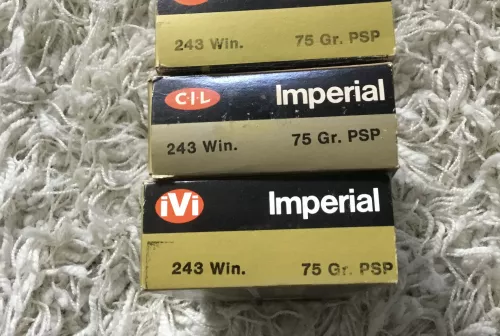 243 Win. 75 Gr. PSP
C·I·L Imperial
243 Win. 75 Gr. PSP
iVi Imperial
243 Win. 75 Gr. PSP